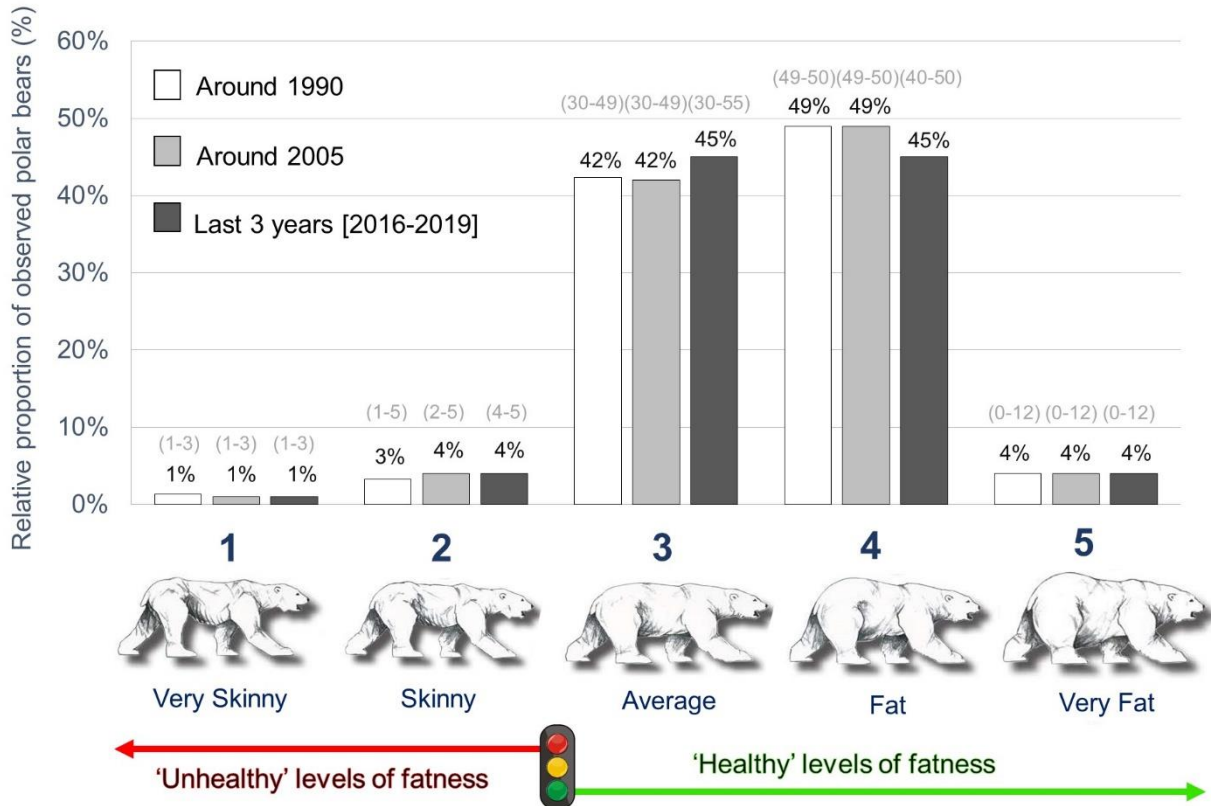 Relative proportion of observed polar bears (%)
60%
50%
40%
30%
20%
10%
0%
Around 1990
Around 2005
Last 3 years [2016-2019]
(1-3) (1-3) (1-3)
1% 1% 1%
(1-5) (2-5) (4-5)
3% 4% 4%
(30-49)(30-49)(30-55)
42% 42% 45%
(49-50)(49-50)(40-50)
49% 49% 45%
(0-12) (0-12) (0-12)
4% 4% 4%
1 2 3 4 5
Very Skinny Skinny Average Fat Very Fat
‘Unhealthy’ levels of fatness
‘Healthy’ levels of fatness